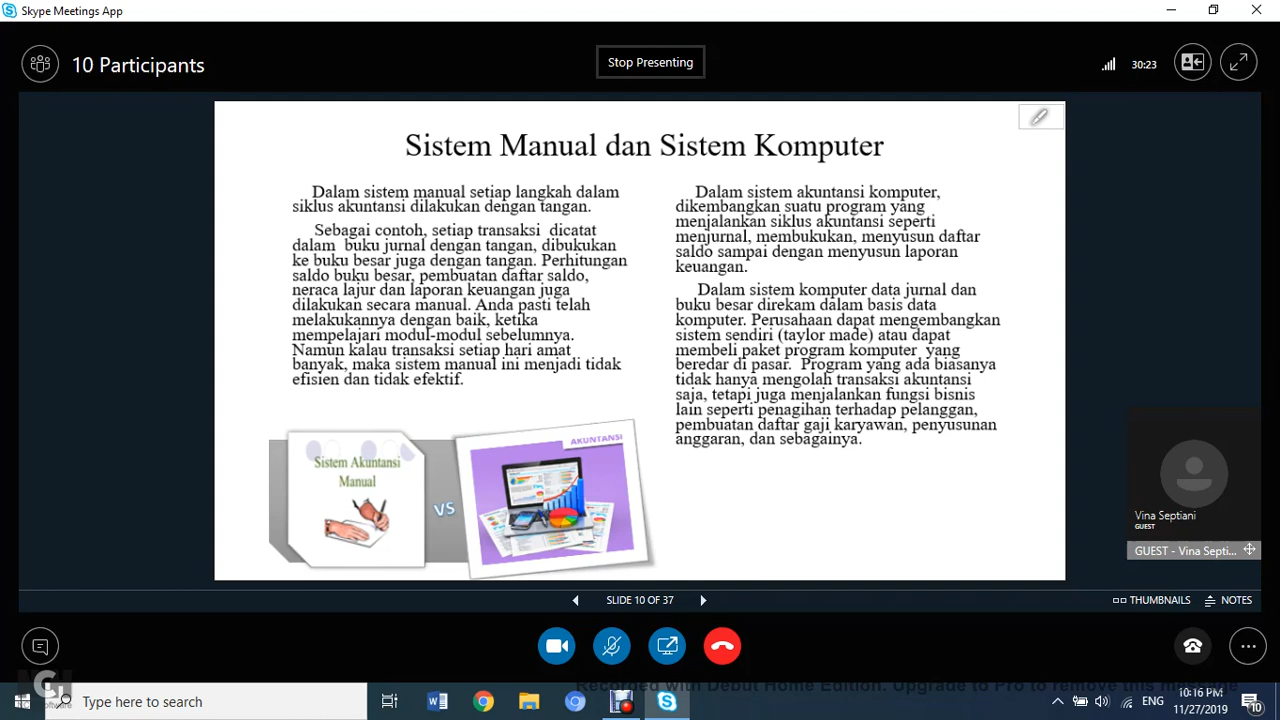 Skype Meetings App
10 Participants
Stop Presenting
30:23
Sistem Manual dan Sistem Komputer
Dalam sistem manual setiap langkah dalam
siklus akuntansi dilakukan dengan tangan.
Sebagai contoh, setiap transaksi dicatat
dalam buku jurnal dengan tangan, dibukukan
ke buku besar juga dengan tangan. Perhitungan
saldo buku besar, pembuatan daftar saldo,
neraca lajur dan laporan keuangan juga
dilakukan secara manual. Anda pasti telah
melakukannya dengan baik, ketika
mempelajari modul-modul sebelumnya.
Namun kalau transaksi setiap hari amat
banyak, maka sistem manual ini menjadi tidak
efisien dan tidak efektif.
Dalam sistem akuntansi komputer,
dikembangkan suatu program yang
menjalankan siklus akuntansi seperti
menjurnal, membukukan, menyusun daftar
saldo sampai dengan menyusun laporan
keuangan.
Dalam sistem komputer data jurnal dan
buku besar direkam dalam basis data
komputer. Perusahaan dapat mengembangkan
sistem sendiri (taylor made) atau dapat
membeli paket program komputer yang
beredar di pasar. Program yang ada biasanya
tidak hanya mengolah transaksi akuntansi
saja, tetapi juga menjalankan fungsi bisnis
lain seperti penagihan terhadap pelanggan,
pembuatan daftar gaji karyawan, penyusunan
anggaran, dan sebagainya.
Sistem Akuntansi
Manual
VS
AKUNTANSI
Vina Septiani
GUEST
GUEST - Vina Septi...
SLIDE 10 OF 37
THUMBNAILS
NOTES
NCH
Software
Recorded with Debut Home Edition. Upgrade to Pro to remove this message
Type here to search
ENG
10:16 PM
11/27/2019
10